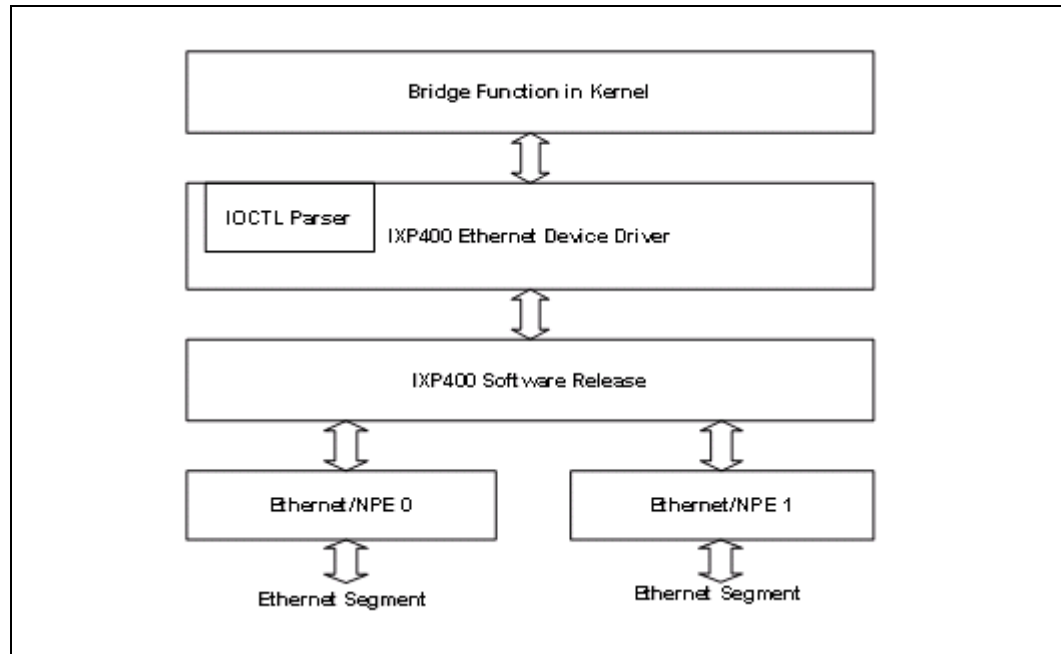 Bridge Function in Kernel
IOCTL Parser
IXP400 Ethernet Device Driver
IXP400 Software Release
Ethernet/NPE 0
Ethernet/NPE 1
Ethernet Segment
Ethernet Segment